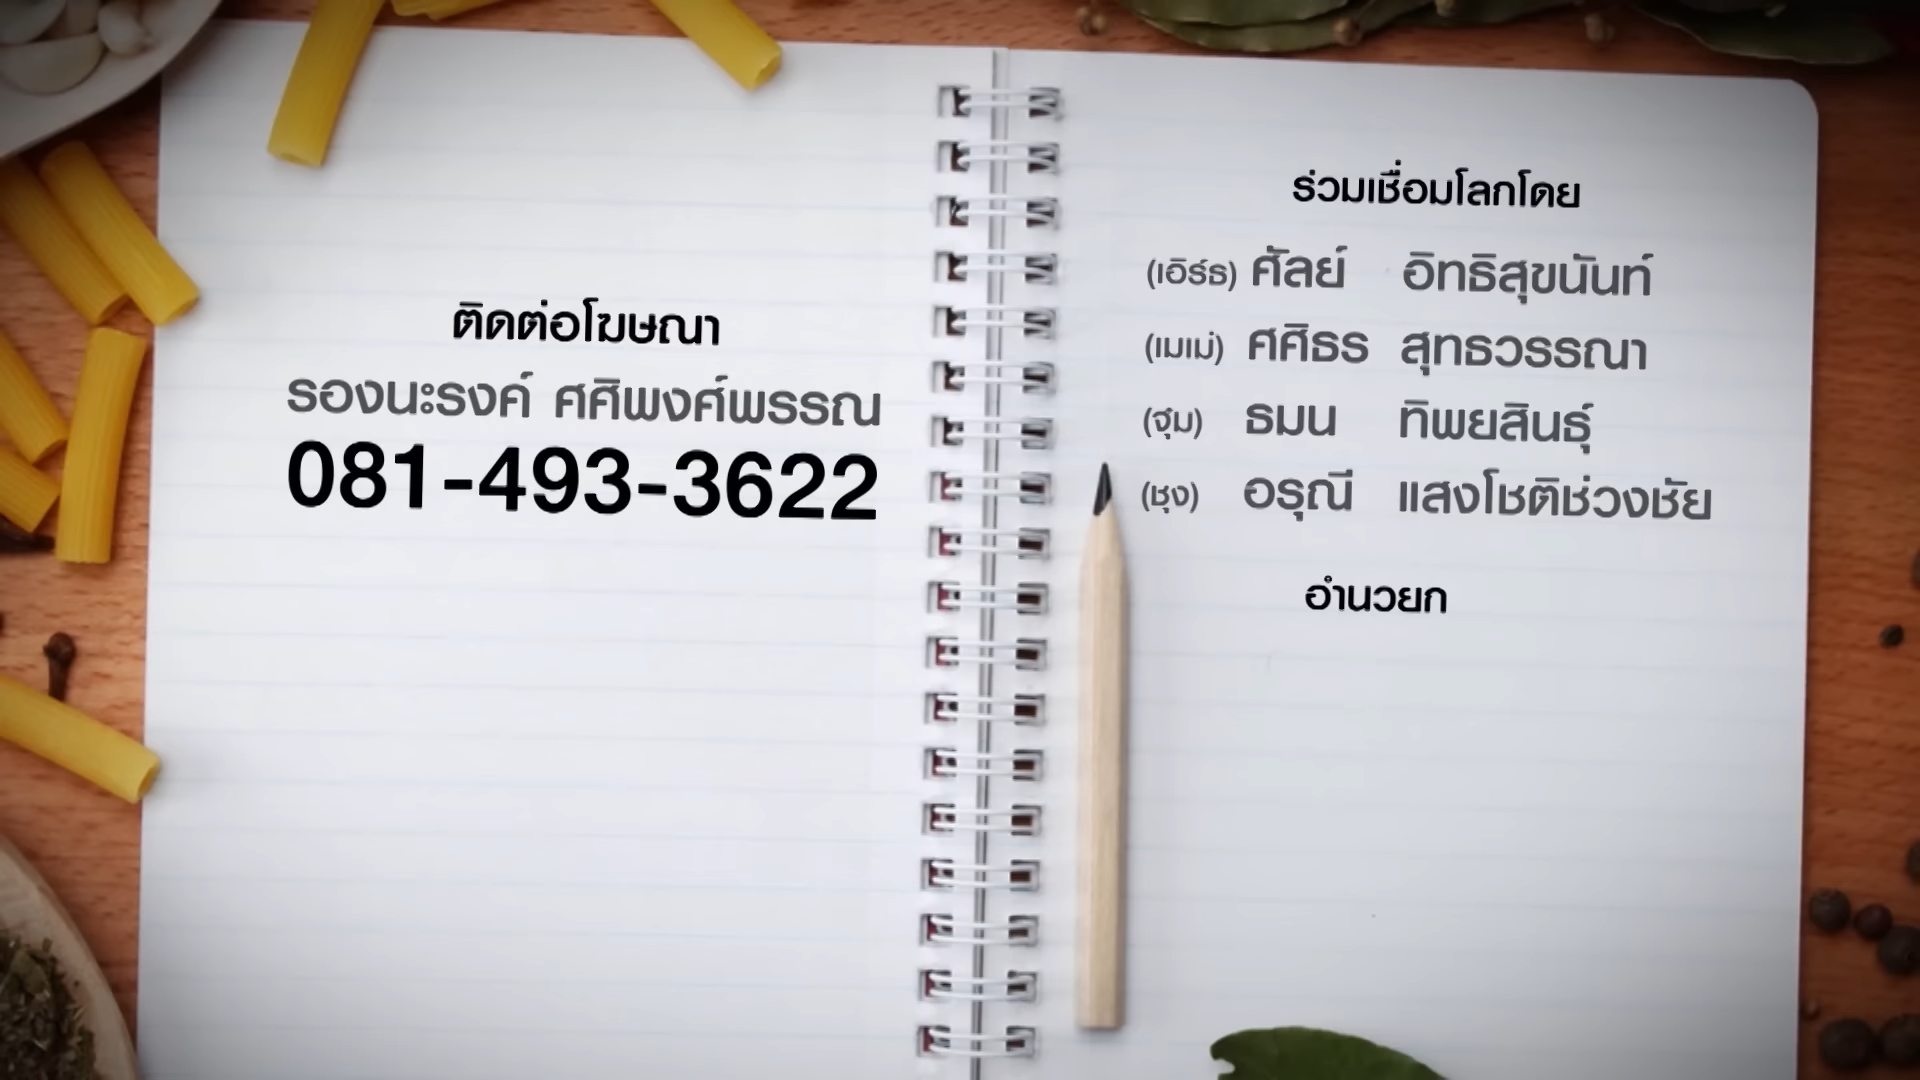 ติดต่อโฆษณา
รองนะรงค์ ศศิพงศ์พรรณ
081-493-3622
ร่วมเชื่อมโลกโดย
(เอิร์ธ) ศัลย์ อิทธิสุขนันท์
(เมเม่) ศศิธร สุทธวรรณา
(จุ๋ม) ธมน ทิพยสินธุ์
(ชุง) อรุณี แสงโชติช่วงชัย
อำนวยก